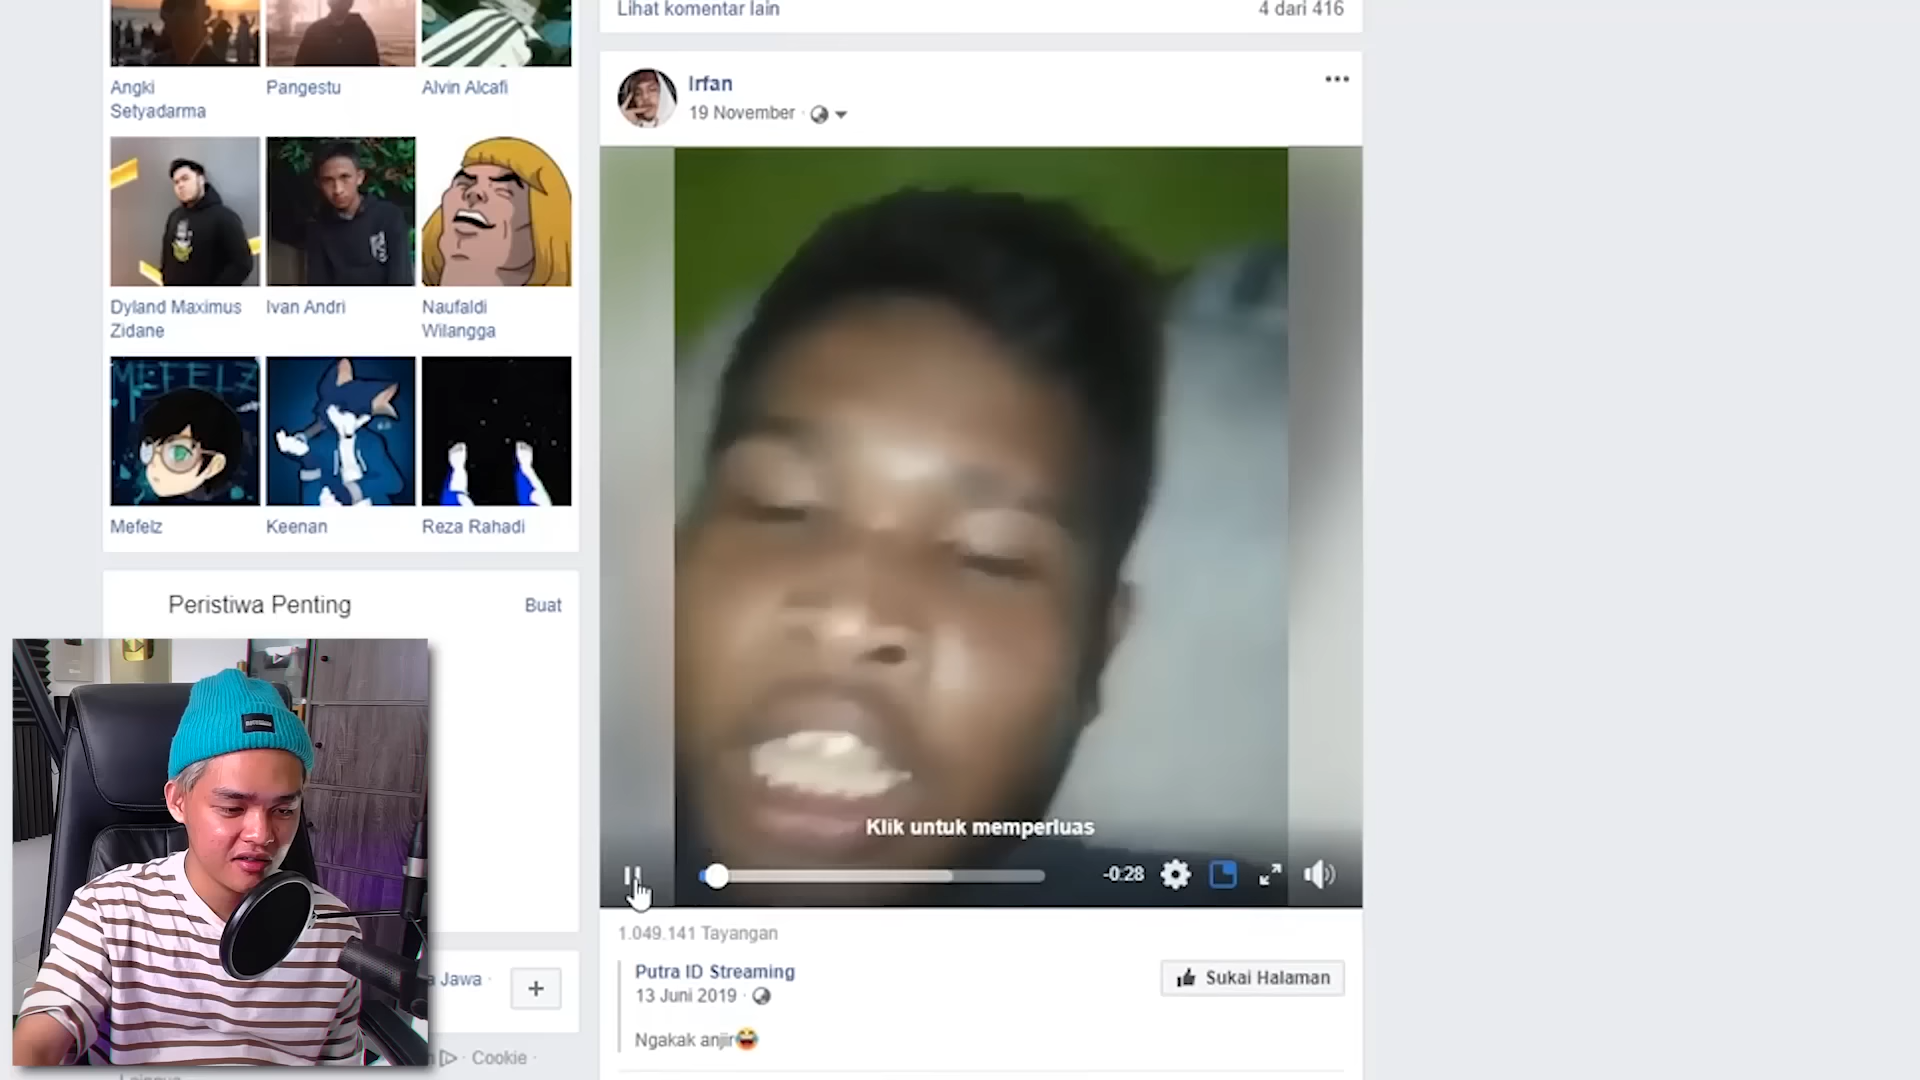 Lihat komentar lain
4 dari 416
Angki
Setyadarma
Pangestu
Alvin Alcafi
Dyland Maximus
Zidane
Ivan Andri
Naufaldi
Wilangga
MEFELZ
Mefelz
Keenan
Reza Rahadi
Peristiwa Penting
Buat
a Jawa ·
+
· Cookie ·
Irfan
19 November ·
Klik untuk memperluas
-0:28
1.049.141 Tayangan
Putra ID Streaming
13 Juni 2019 ·
Sukai Halaman
Ngakak anjir